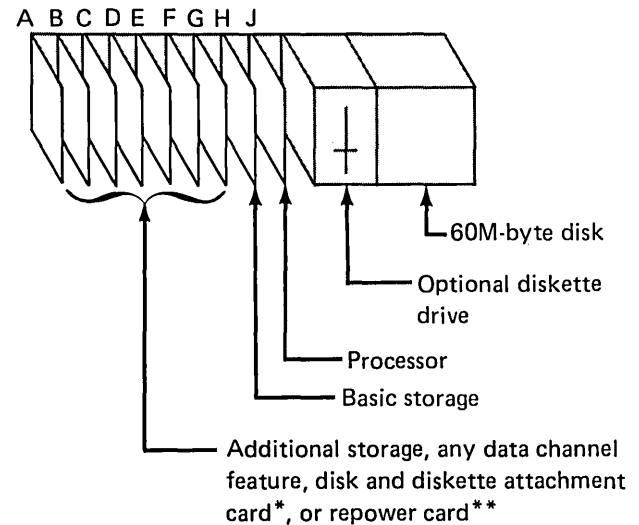 A B C D E F G H J
60M-byte disk
Optional diskette
drive
Processor
Basic storage
Additional storage, any data channel
feature, disk and diskette attachment
card*, or repower card**